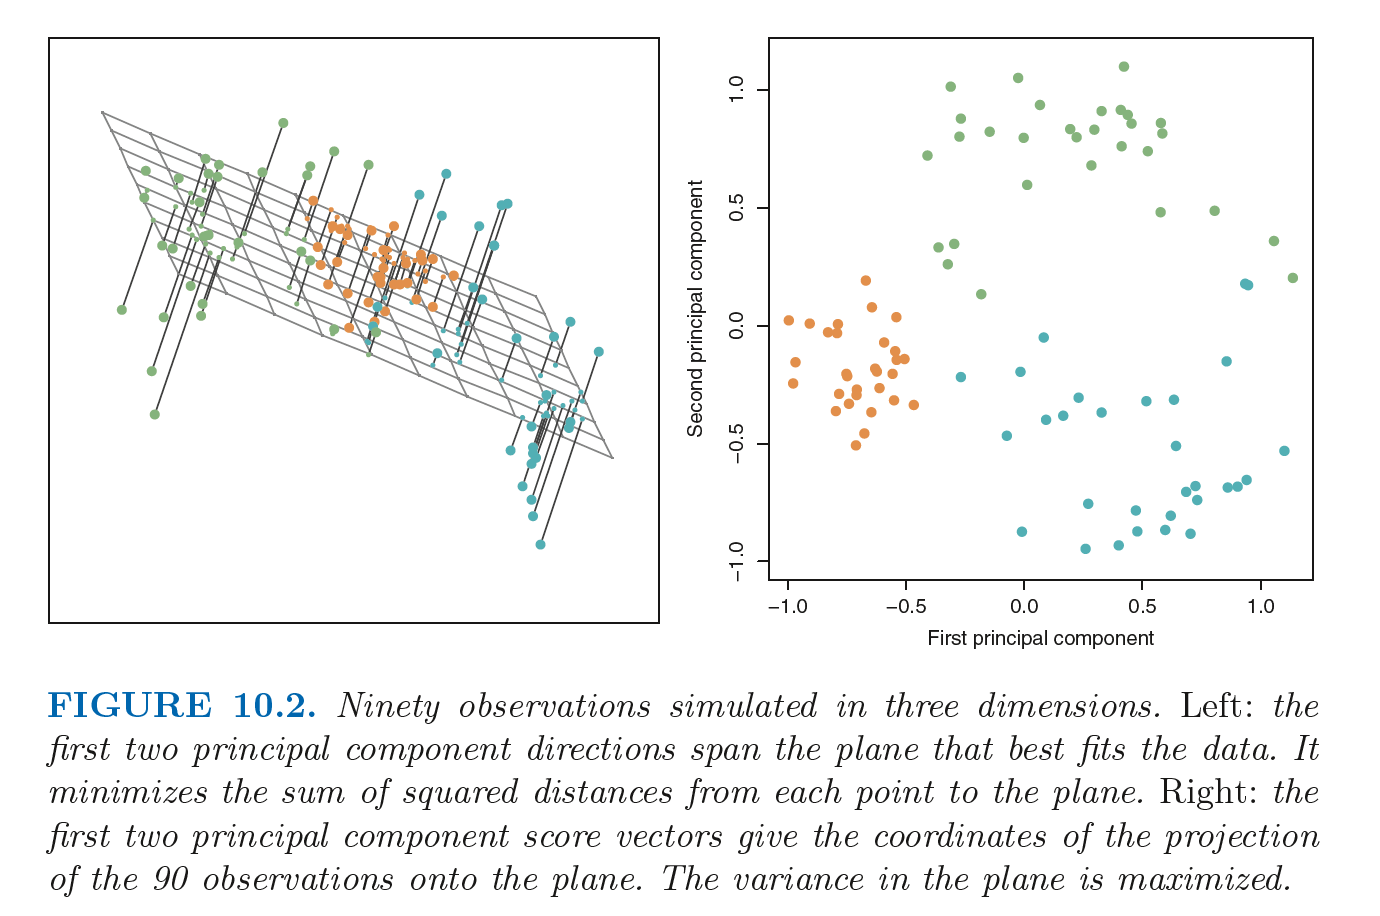 1.0
0.5
0.0
−0.5
−1.0
Second principal component
−1.0 −0.5 0.0 0.5 1.0
First principal component
FIGURE 10.2. Ninety observations simulated in three dimensions. Left: the
first two principal component directions span the plane that best fits the data. It
minimizes the sum of squared distances from each point to the plane. Right: the
first two principal component score vectors give the coordinates of the projection
of the 90 observations onto the plane. The variance in the plane is maximized.